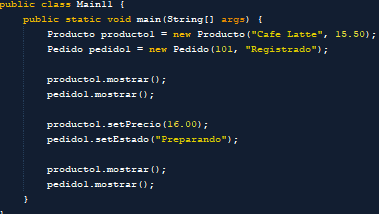 public class Main11 {
public static void main(String[] args) {
Producto producto1 = new Producto("Cafe Latte", 15.50);
Pedido pedido1 = new Pedido(101, "Registrado");
producto1.mostrar();
pedido1.mostrar();
producto1.setPrecio(16.00);
pedido1.setEstado("Preparando");
producto1.mostrar();
pedido1.mostrar();
}
}